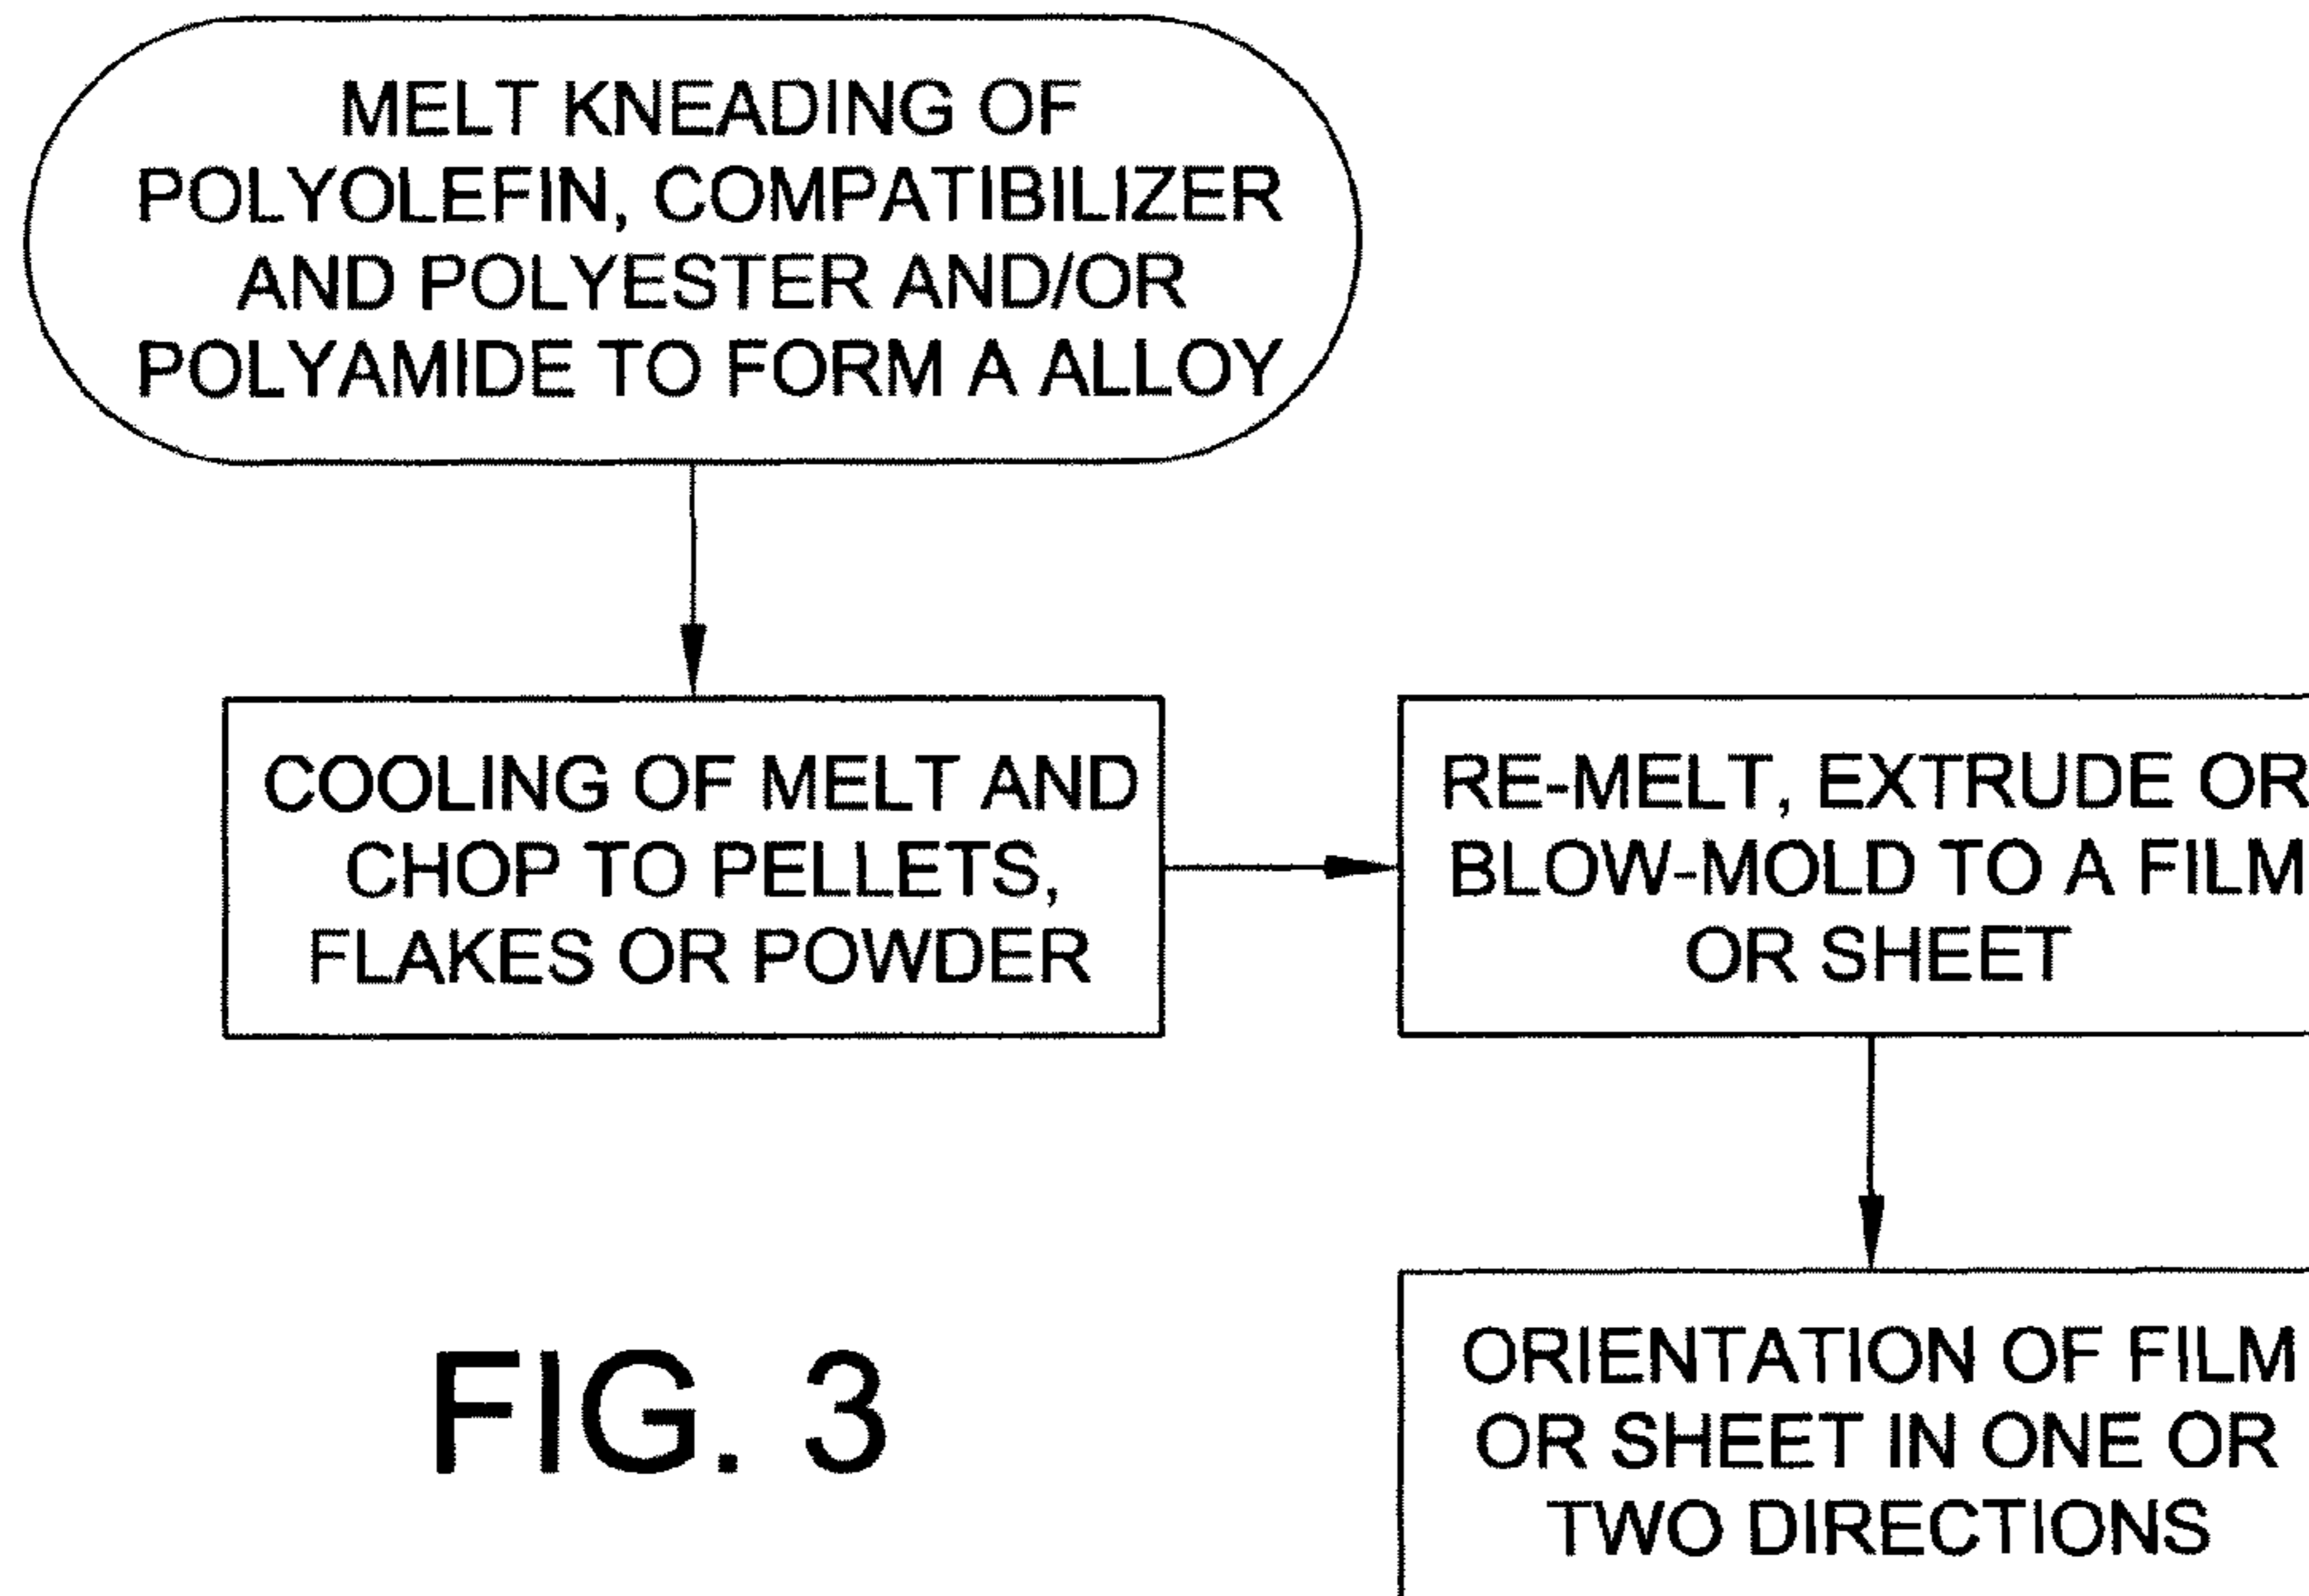 MELT KNEADING OF
POLYOLEFIN, COMPATIBILIZER
AND POLYESTER AND/OR
POLYAMIDE TO FORM A ALLOY
COOLING OF MELT AND
CHOP TO PELLETS,
FLAKES OR POWDER
RE-MELT, EXTRUDE OR
BLOW-MOLD TO A FILM
OR SHEET
ORIENTATION OF FILM
OR SHEET IN ONE OR
TWO DIRECTIONS
FIG. 3